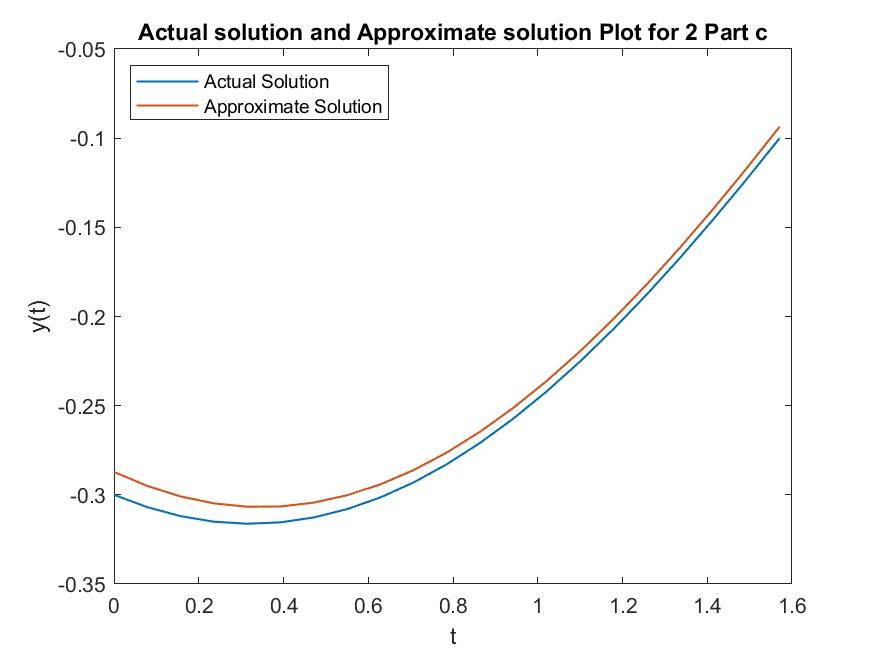 Actual solution and Approximate solution Plot for 2 Part c
-0.05
Actual Solution
Approximate Solution
-0.1
-0.15
-0.2
y(t)
-0.25
-0.3
-0.35
0 0.2 0.4 0.6 0.8 1 1.2 1.4 1.6
t